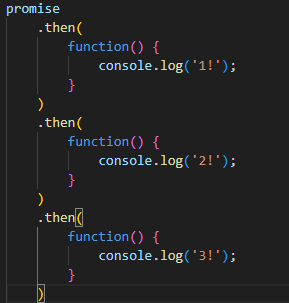 promise
    .then(
        function() {
            console.log('1!');
        }
    )
    .then(
        function() {
            console.log('2!');
        }
    )
    .then(
        function() {
            console.log('3!');
        }
    )